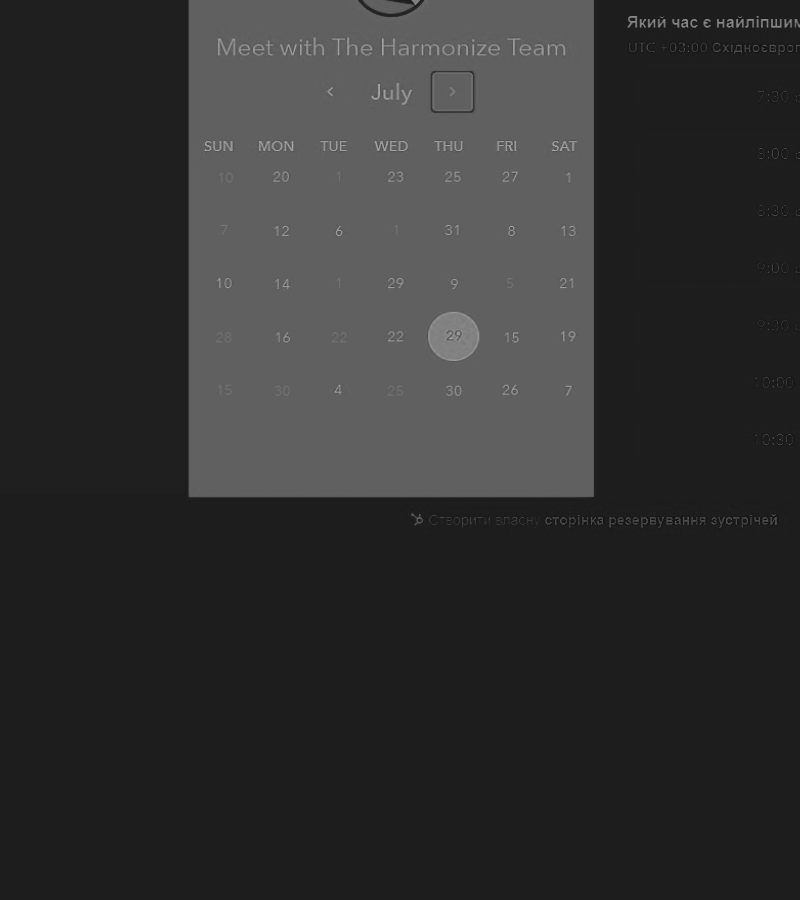 Meet with The Harmonize Team
July
SUN MON TUE WED THU FRI SAT
10 20 1 23 25 27 1
7 12 6 1 31 8 13
10 14 1 29 9 5 21
28 16 22 22 29 15 19
15 30 4 25 30 26 7
Який час є найліпшим
UTC +03:00 Східноєвроп
7:30
8:00
8:30
9:00
9:30
10:00
10:30
Створити власну сторінка резервування зустрічей